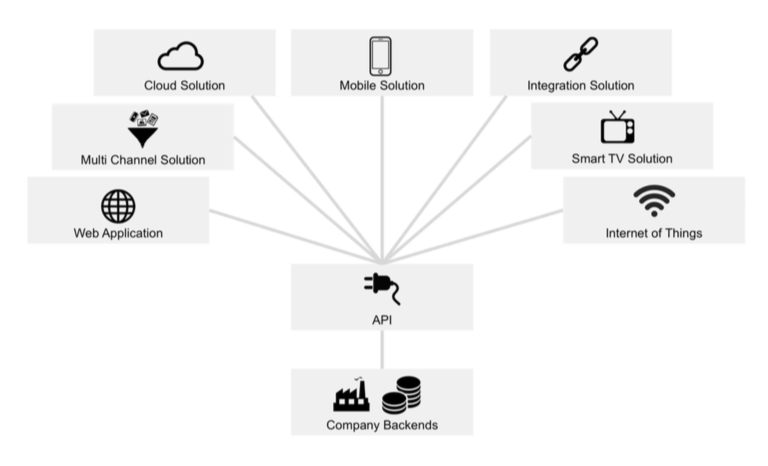 Cloud Solution
Mobile Solution
Integration Solution
Multi Channel Solution
Smart TV Solution
Web Application
Internet of Things
API
Company Backends